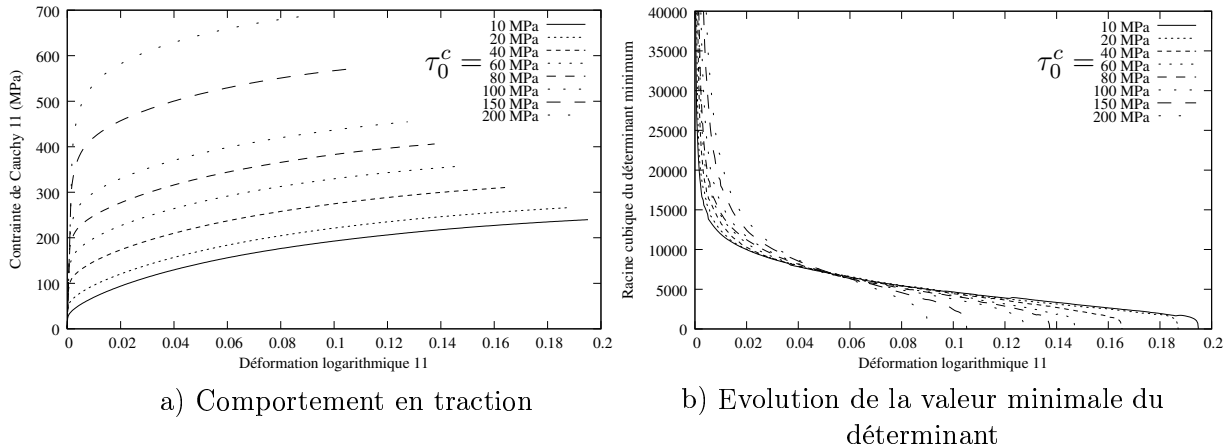 700
600
500
400
300
200
100
0
Contrainte de Cauchy 11 (MPa)
0
0.02
0.04
0.06
0.08
0.1
0.12
0.14
0.16
0.18
0.2
Déformation logarithmique 11
τ₀ᶜ =
10 MPa
20 MPa
40 MPa
60 MPa
80 MPa
100 MPa
150 MPa
200 MPa
a) Comportement en traction
40000
35000
30000
25000
20000
15000
10000
5000
0
Racine cubique du déterminant minimum
0
0.02
0.04
0.06
0.08
0.1
0.12
0.14
0.16
0.18
0.2
Déformation logarithmique 11
τ₀ᶜ =
10 MPa
20 MPa
40 MPa
60 MPa
80 MPa
100 MPa
150 MPa
200 MPa
b) Evolution de la valeur minimale du
déterminant